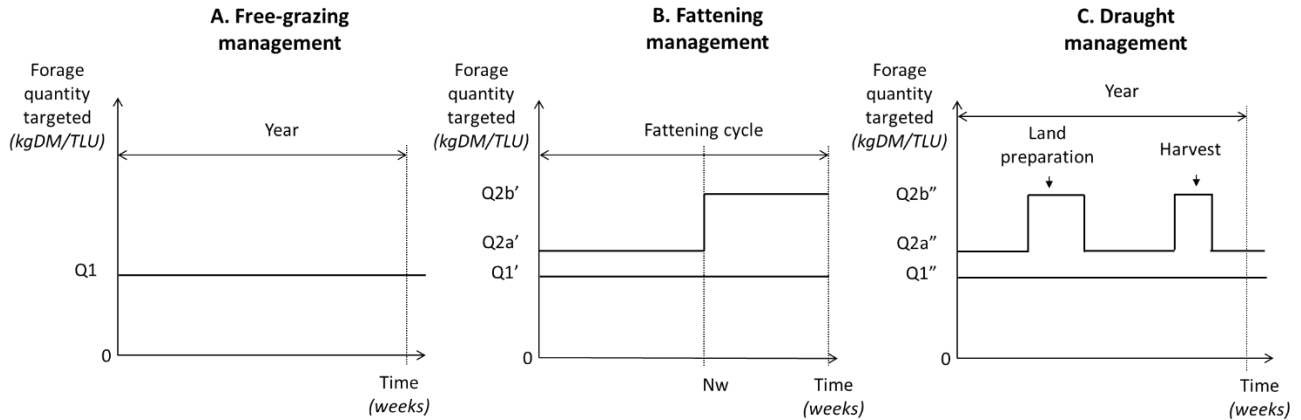 A. Free-grazing
management
Forage
quantity
targeted
(kgDM/TLU)
Year
Q1
0
Time
(weeks)
B. Fattening
management
Forage
quantity
targeted
(kgDM/TLU)
Fattening cycle
Q2b'
Q2a'
Q1'
0
Nw
Time
(weeks)
C. Draught
management
Forage
quantity
targeted
(kgDM/TLU)
Year
Land
preparation
Harvest
Q2b”
Q2a”
Q1”
0
Time
(weeks)